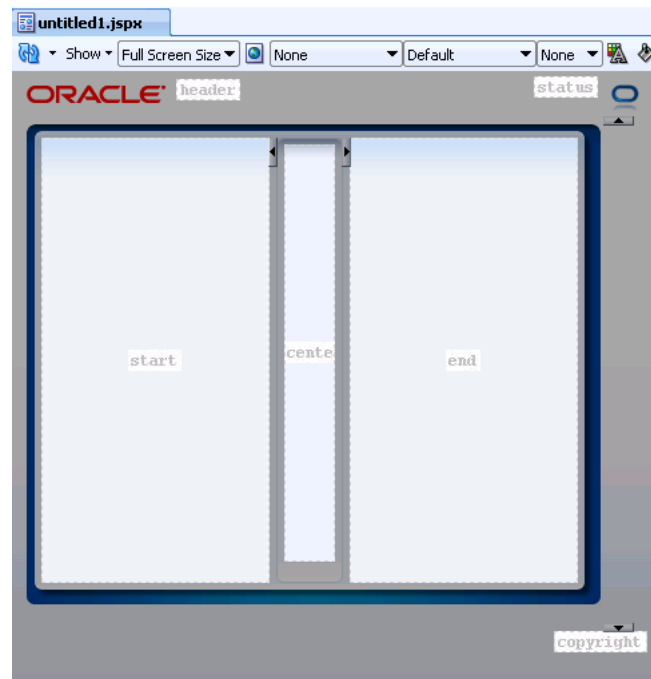 untitled1.jspx
Show Full Screen Size None Default None
ORACLE header status
start cente end
copyright